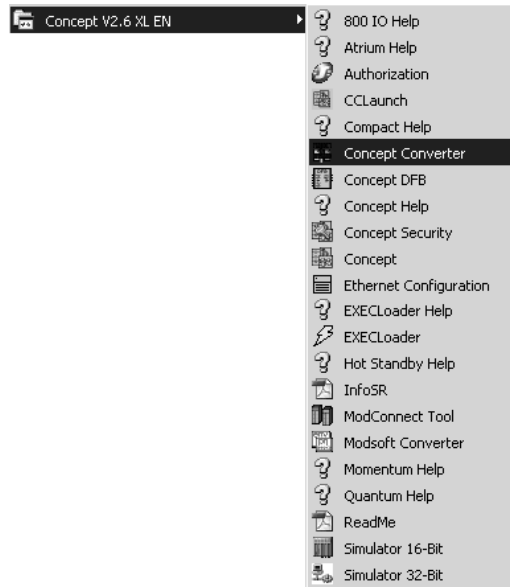 Concept V2.6 XL EN
800 IO Help
Atrium Help
Authorization
CCLaunch
Compact Help
Concept Converter
Concept DFB
Concept Help
Concept Security
Concept
Ethernet Configuration
EXECLoader Help
EXECLoader
Hot Standby Help
InfoSR
ModConnect Tool
Modsoft Converter
Momentum Help
Quantum Help
ReadMe
Simulator 16-Bit
Simulator 32-Bit